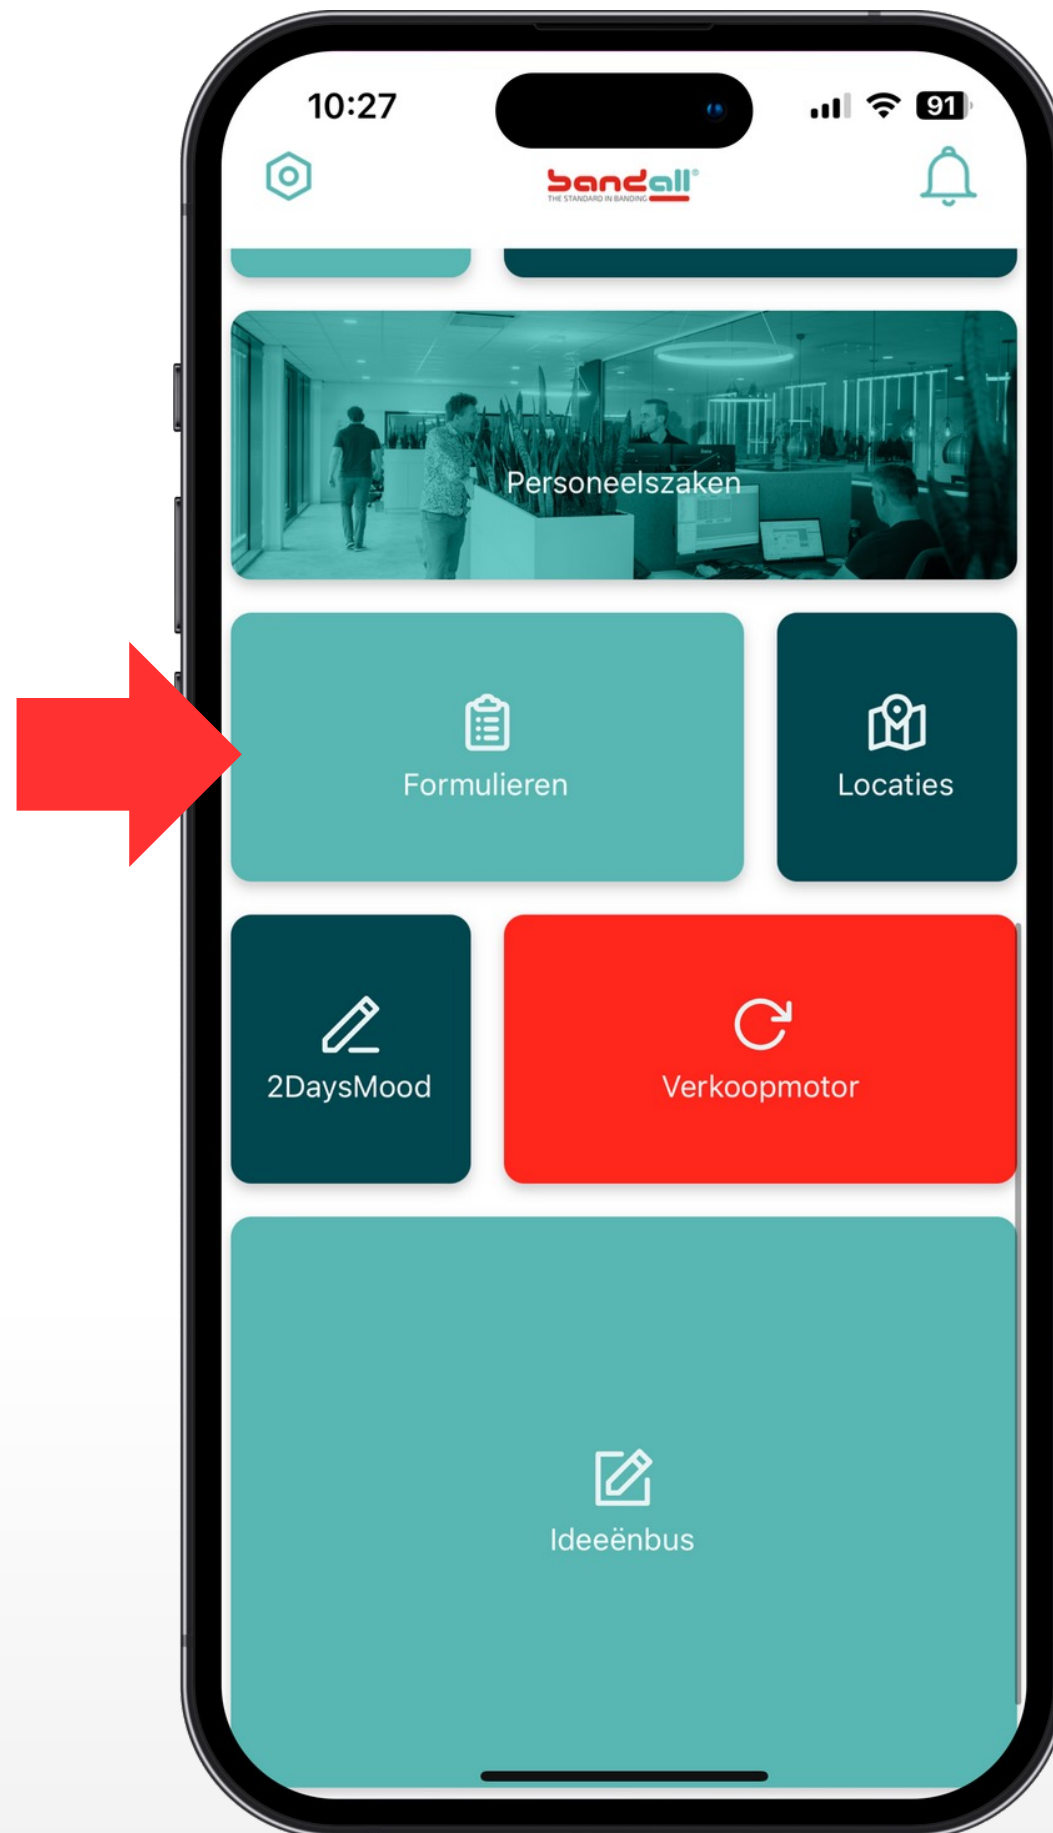 10:27
91
bandall®
THE STANDARD IN BANDING
Personeelszaken
Formulieren
Locaties
2DaysMood
Verkoopmotor
Ideeënbus